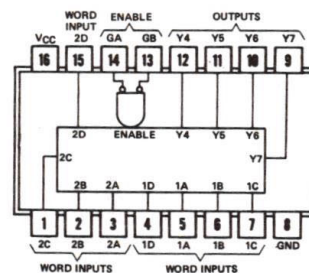 WORD INPUT ENABLE OUTPUTS
VCC 2D GA GB Y4 Y5 Y6 Y7
16 15 14 13 12 11 10 9
2D ENABLE Y4 Y5 Y6
2C Y7
2B 2A 1D 1A 1B 1C
1 2 3 4 5 6 7 8
2C 2B 2A 1D 1A 1B 1C GND
WORD INPUTS WORD INPUTS